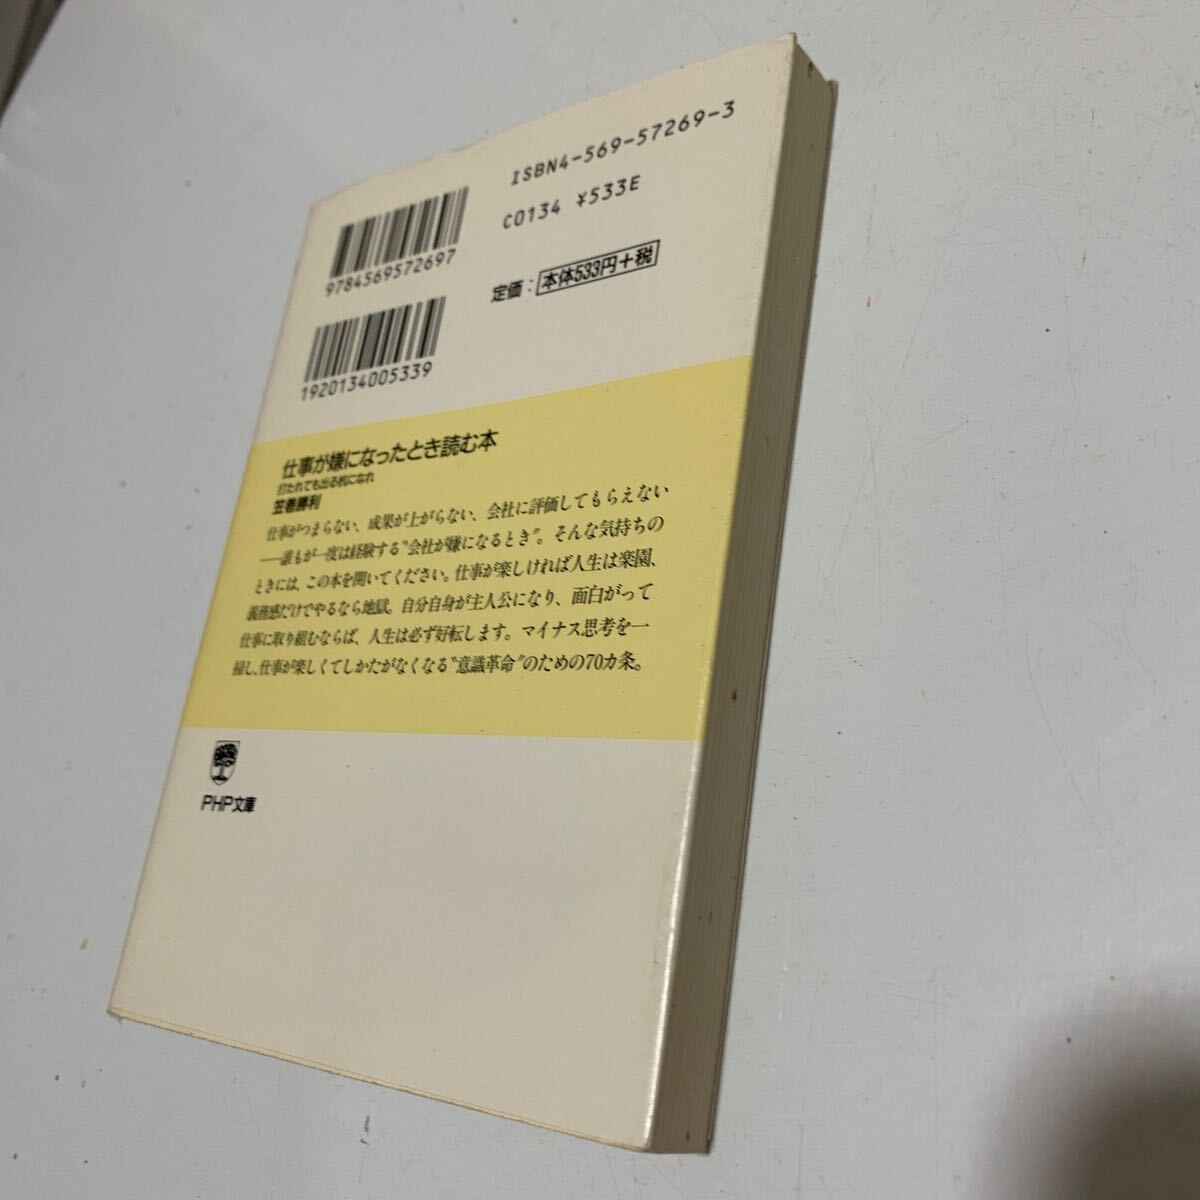 ISBN4-569-57269-3
C0134 ¥533E
定価:本体533円+税
9784569572697
1920134005339
仕事が嫌になったとき読む本
打たれても出る杭になれ
笠巻勝利
仕事がつまらない、成果が上がらない、会社に評価してもらえない
――誰もが一度は経験する“会社が嫌になるとき”。そんな気持ちの
ときには、この本を開いてください。仕事が楽しければ人生は楽園、
義務感だけでやるなら地獄。自分自身が主人公になり、面白がって
仕事に取り組むならば、人生は必ず好転します。マイナス思考を一
掃し、仕事が楽しくてしかたがなくなる“意識革命”のための70カ条。
PHP文庫